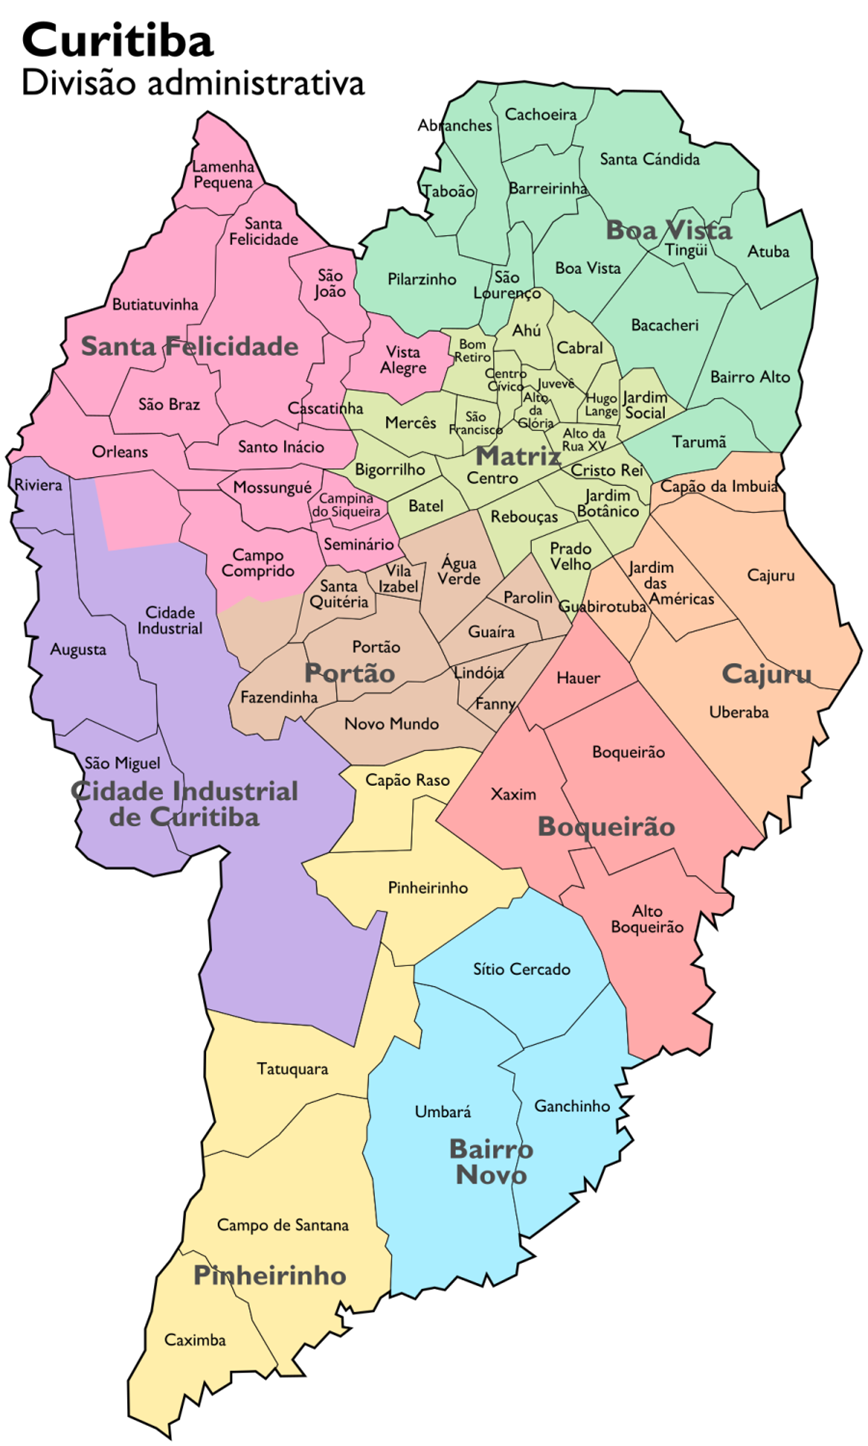 Curitiba
Divisão administrativa
Abranches
Cachoeira
Santa Cándida
Lamenha
Pequena
Taboão
Barreirinha
Santa
Felicidade
Boa Vista
Tingüi
Atuba
São
João
Pilarzinho
São
Lourenço
Boa Vista
Butiatuvinha
Santa Felicidade
Ahú
Bacacheri
Bom
Retiro
Cabral
Vista
Alegre
Centro
Cívico
Juvevê
Bairro Alto
São Braz
Cascatinha
Alto
da
Glória
Hugo
Lange
Jardim
Social
Mercês
São
Francisco
Alto da
Rua XV
Tarumã
Orleans
Santo Inácio
Matriz
Bigorrilho
Centro
Cristo Rei
Riviera
Mossungué
Capão da Imbuia
Campina
do Siqueira
Batel
Rebouças
Jardim
Botânico
Seminário
Campo
Comprido
Prado
Velho
Água
Verde
Vila
Izabel
Santa
Quitéria
Jardim
das
Américas
Cajuru
Parolin
Guabirotuba
Cidade
Industrial
Guaíra
Augusta
Portão
Portão
Lindóia
Hauer
Cajuru
Fazendinha
Fanny
Uberaba
Novo Mundo
Boqueirão
São Miguel
Capão Raso
Xaxim
Cidade Industrial
de Curitiba
Boqueirão
Pinheirinho
Alto
Boqueirão
Sítio Cercado
Tatuquara
Umbará
Ganchinho
Bairro
Novo
Campo de Santana
Pinheirinho
Caximba